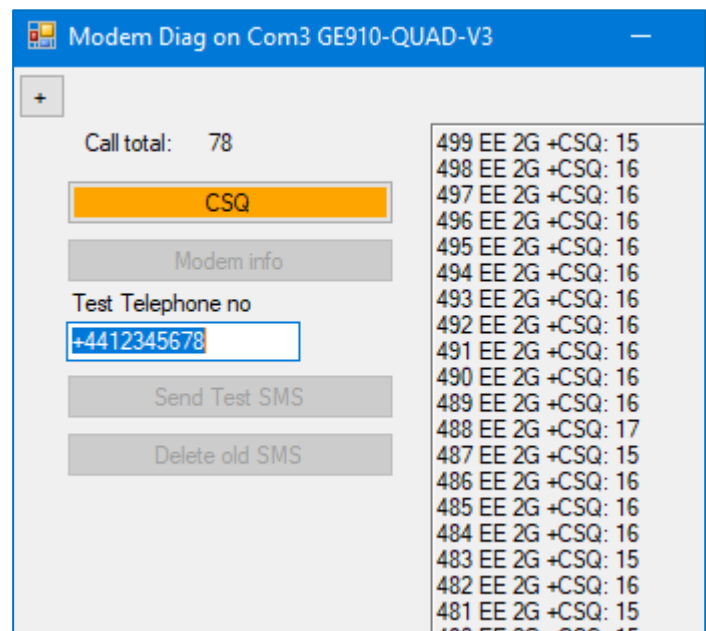 Modem Diag on Com3 GE910-QUAD-V3
+
Call total: 78
CSQ
Modem info
Test Telephone no
+4412345678
Send Test SMS
Delete old SMS
499 EE 2G +CSQ: 15
498 EE 2G +CSQ: 16
497 EE 2G +CSQ: 16
496 EE 2G +CSQ: 16
495 EE 2G +CSQ: 16
494 EE 2G +CSQ: 16
493 EE 2G +CSQ: 16
492 EE 2G +CSQ: 16
491 EE 2G +CSQ: 16
490 EE 2G +CSQ: 16
489 EE 2G +CSQ: 16
488 EE 2G +CSQ: 17
487 EE 2G +CSQ: 15
486 EE 2G +CSQ: 16
485 EE 2G +CSQ: 16
484 EE 2G +CSQ: 16
483 EE 2G +CSQ: 15
482 EE 2G +CSQ: 16
481 EE 2G +CSQ: 15